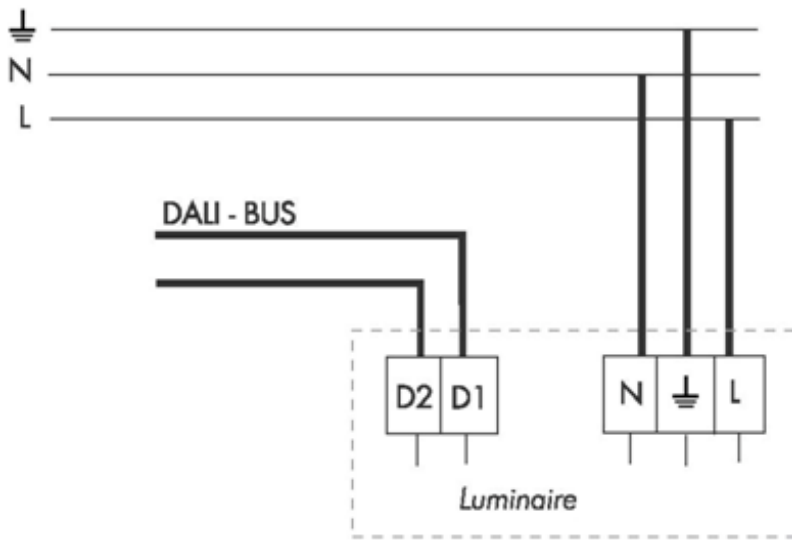 N
L
DALI - BUS
D2 D1
N L
Luminaire